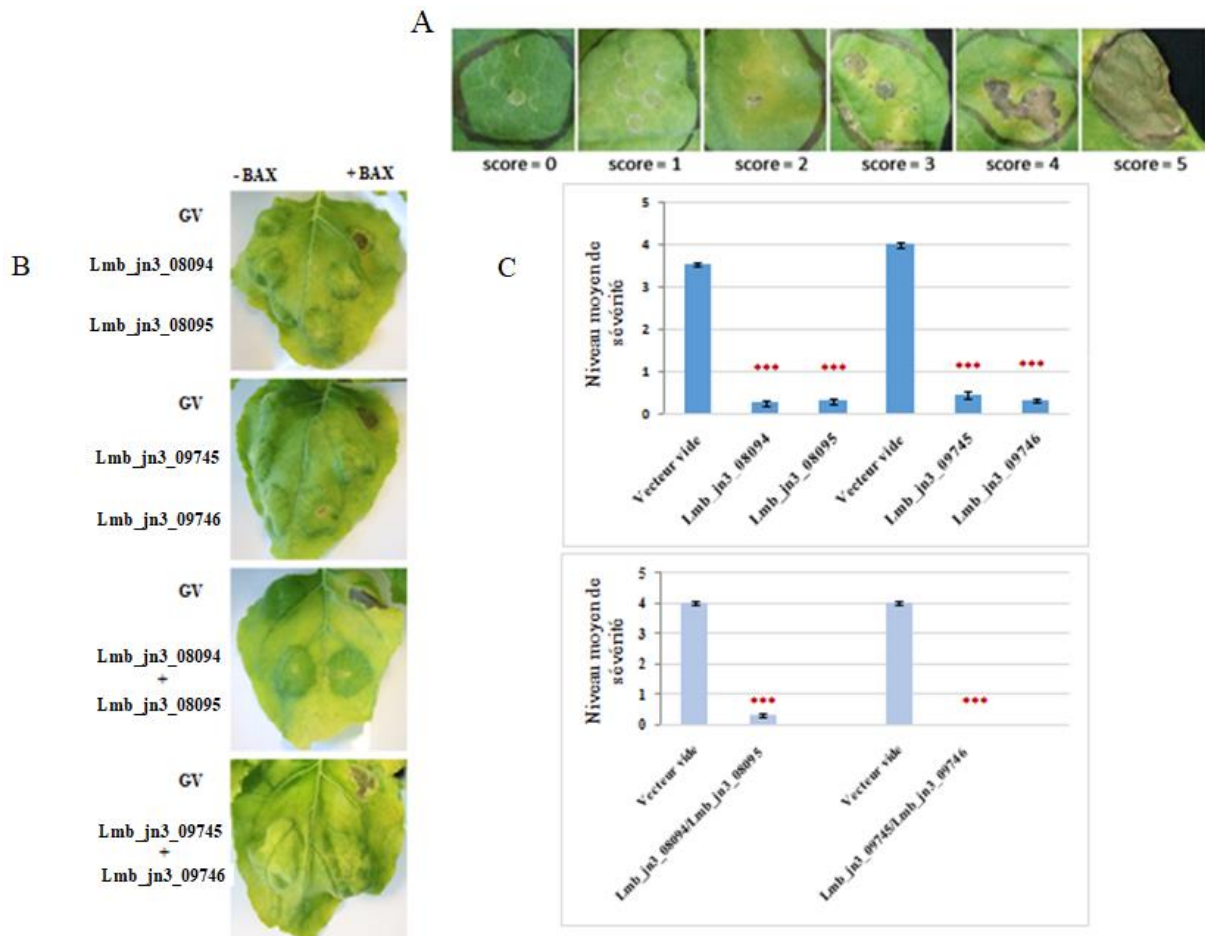 A
score = 0 score = 1 score = 2 score = 3 score = 4 score = 5
- BAX + BAX
B
GV
Lmb_jn3_08094
Lmb_jn3_08095
GV
Lmb_jn3_09745
Lmb_jn3_09746
GV
Lmb_jn3_08094
+
Lmb_jn3_08095
GV
Lmb_jn3_09745
+
Lmb_jn3_09746
C
Niveau moyen de
sévérité
5
4
3
2
1
0
*** *** *** ***
Vecteur vide
Lmb_jn3_08094
Lmb_jn3_08095
Vecteur vide
Lmb_jn3_09745
Lmb_jn3_09746
Niveau moyen de
sévérité
5
4
3
2
1
0
*** ***
Vecteur vide
Lmb_jn3_08094/Lmb_jn3_08095
Vecteur vide
Lmb_jn3_09745/Lmb_jn3_09746